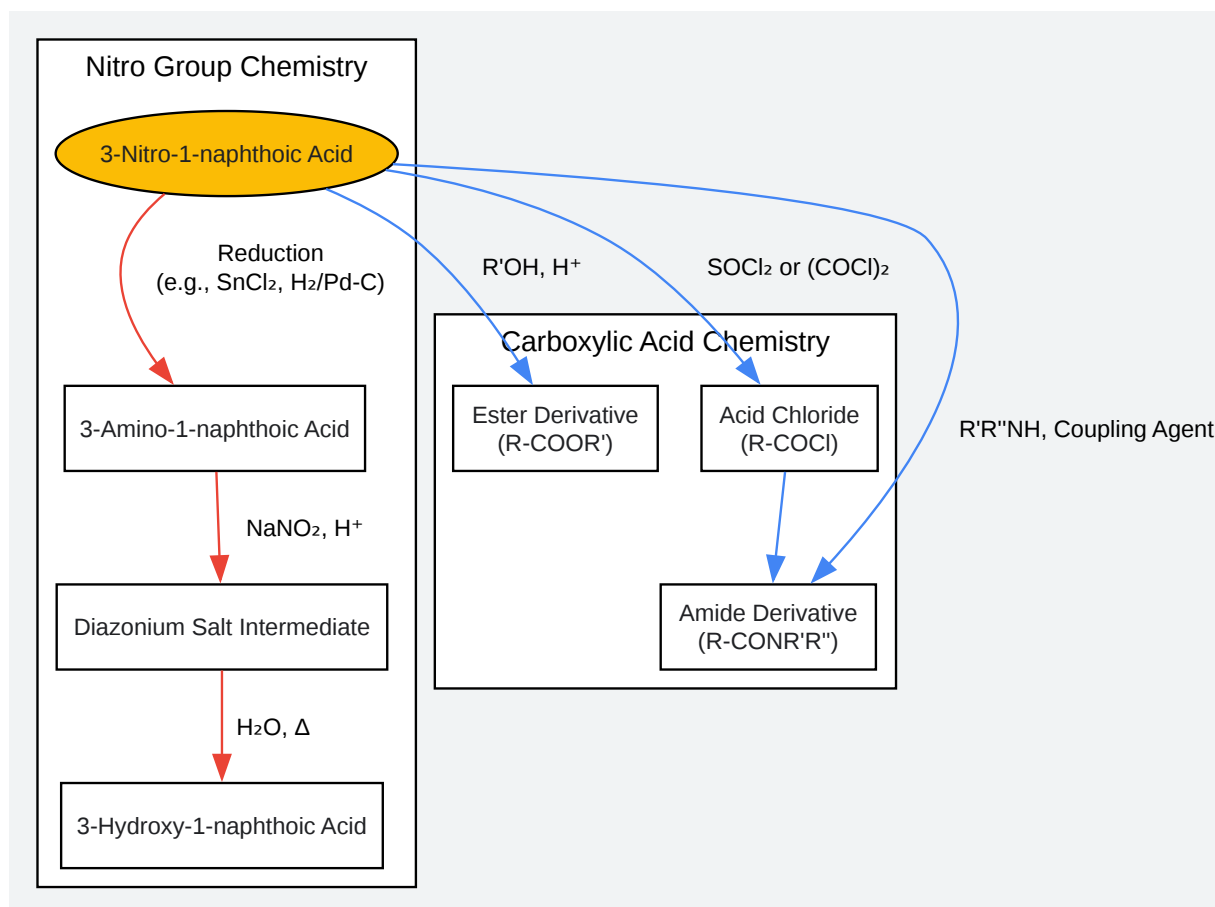 Nitro Group Chemistry
3-Nitro-1-naphthoic Acid
Reduction
(e.g., SnCl₂, H₂/Pd-C)
R'OH, H⁺
SOCl₂ or (COCl)₂
Carboxylic Acid Chemistry
3-Amino-1-naphthoic Acid
Ester Derivative
(R-COOR')
Acid Chloride
(R-COCl)
R'R''NH, Coupling Agent
NaNO₂, H⁺
Diazonium Salt Intermediate
Amide Derivative
(R-CONR'R'')
H₂O, Δ
3-Hydroxy-1-naphthoic Acid